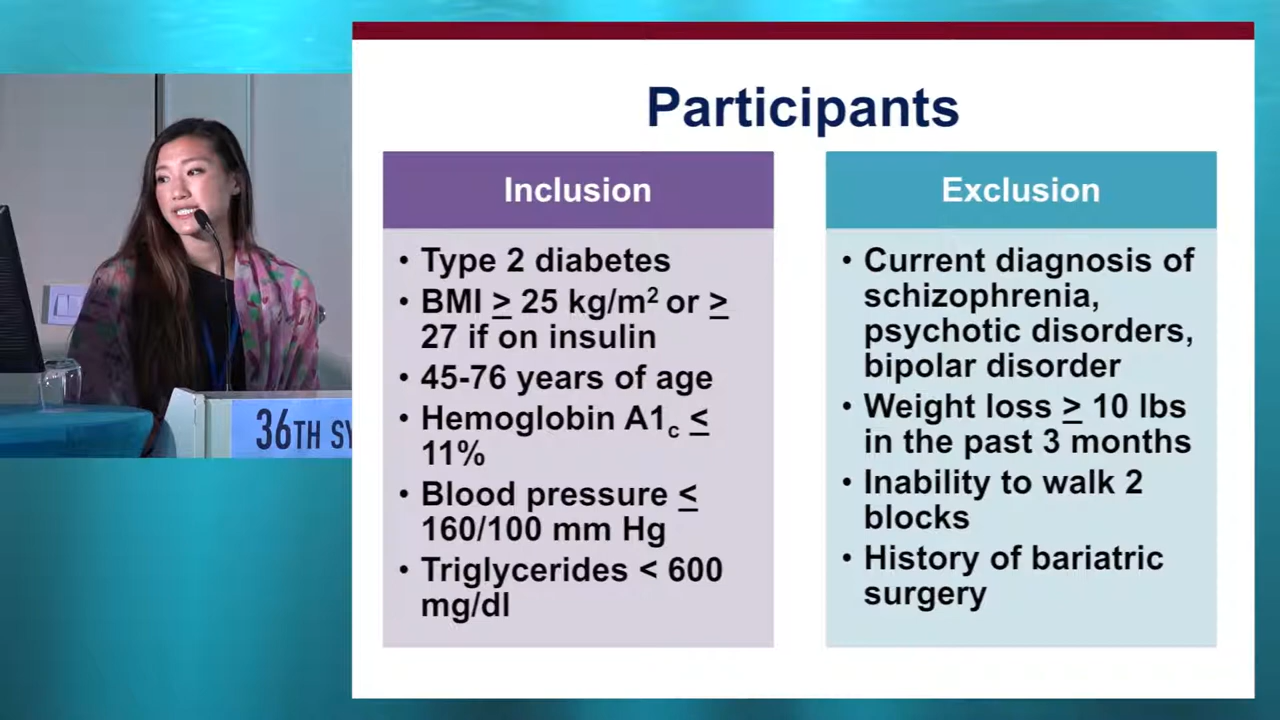 Participants
Inclusion
• Type 2 diabetes
• BMI ≥ 25 kg/m² or ≥
27 if on insulin
• 45-76 years of age
• Hemoglobin A1c ≤
11%
• Blood pressure ≤
160/100 mm Hg
• Triglycerides < 600
mg/dl
Exclusion
• Current diagnosis of
schizophrenia,
psychotic disorders,
bipolar disorder
• Weight loss ≥ 10 lbs
in the past 3 months
• Inability to walk 2
blocks
• History of bariatric
surgery
36TH SY